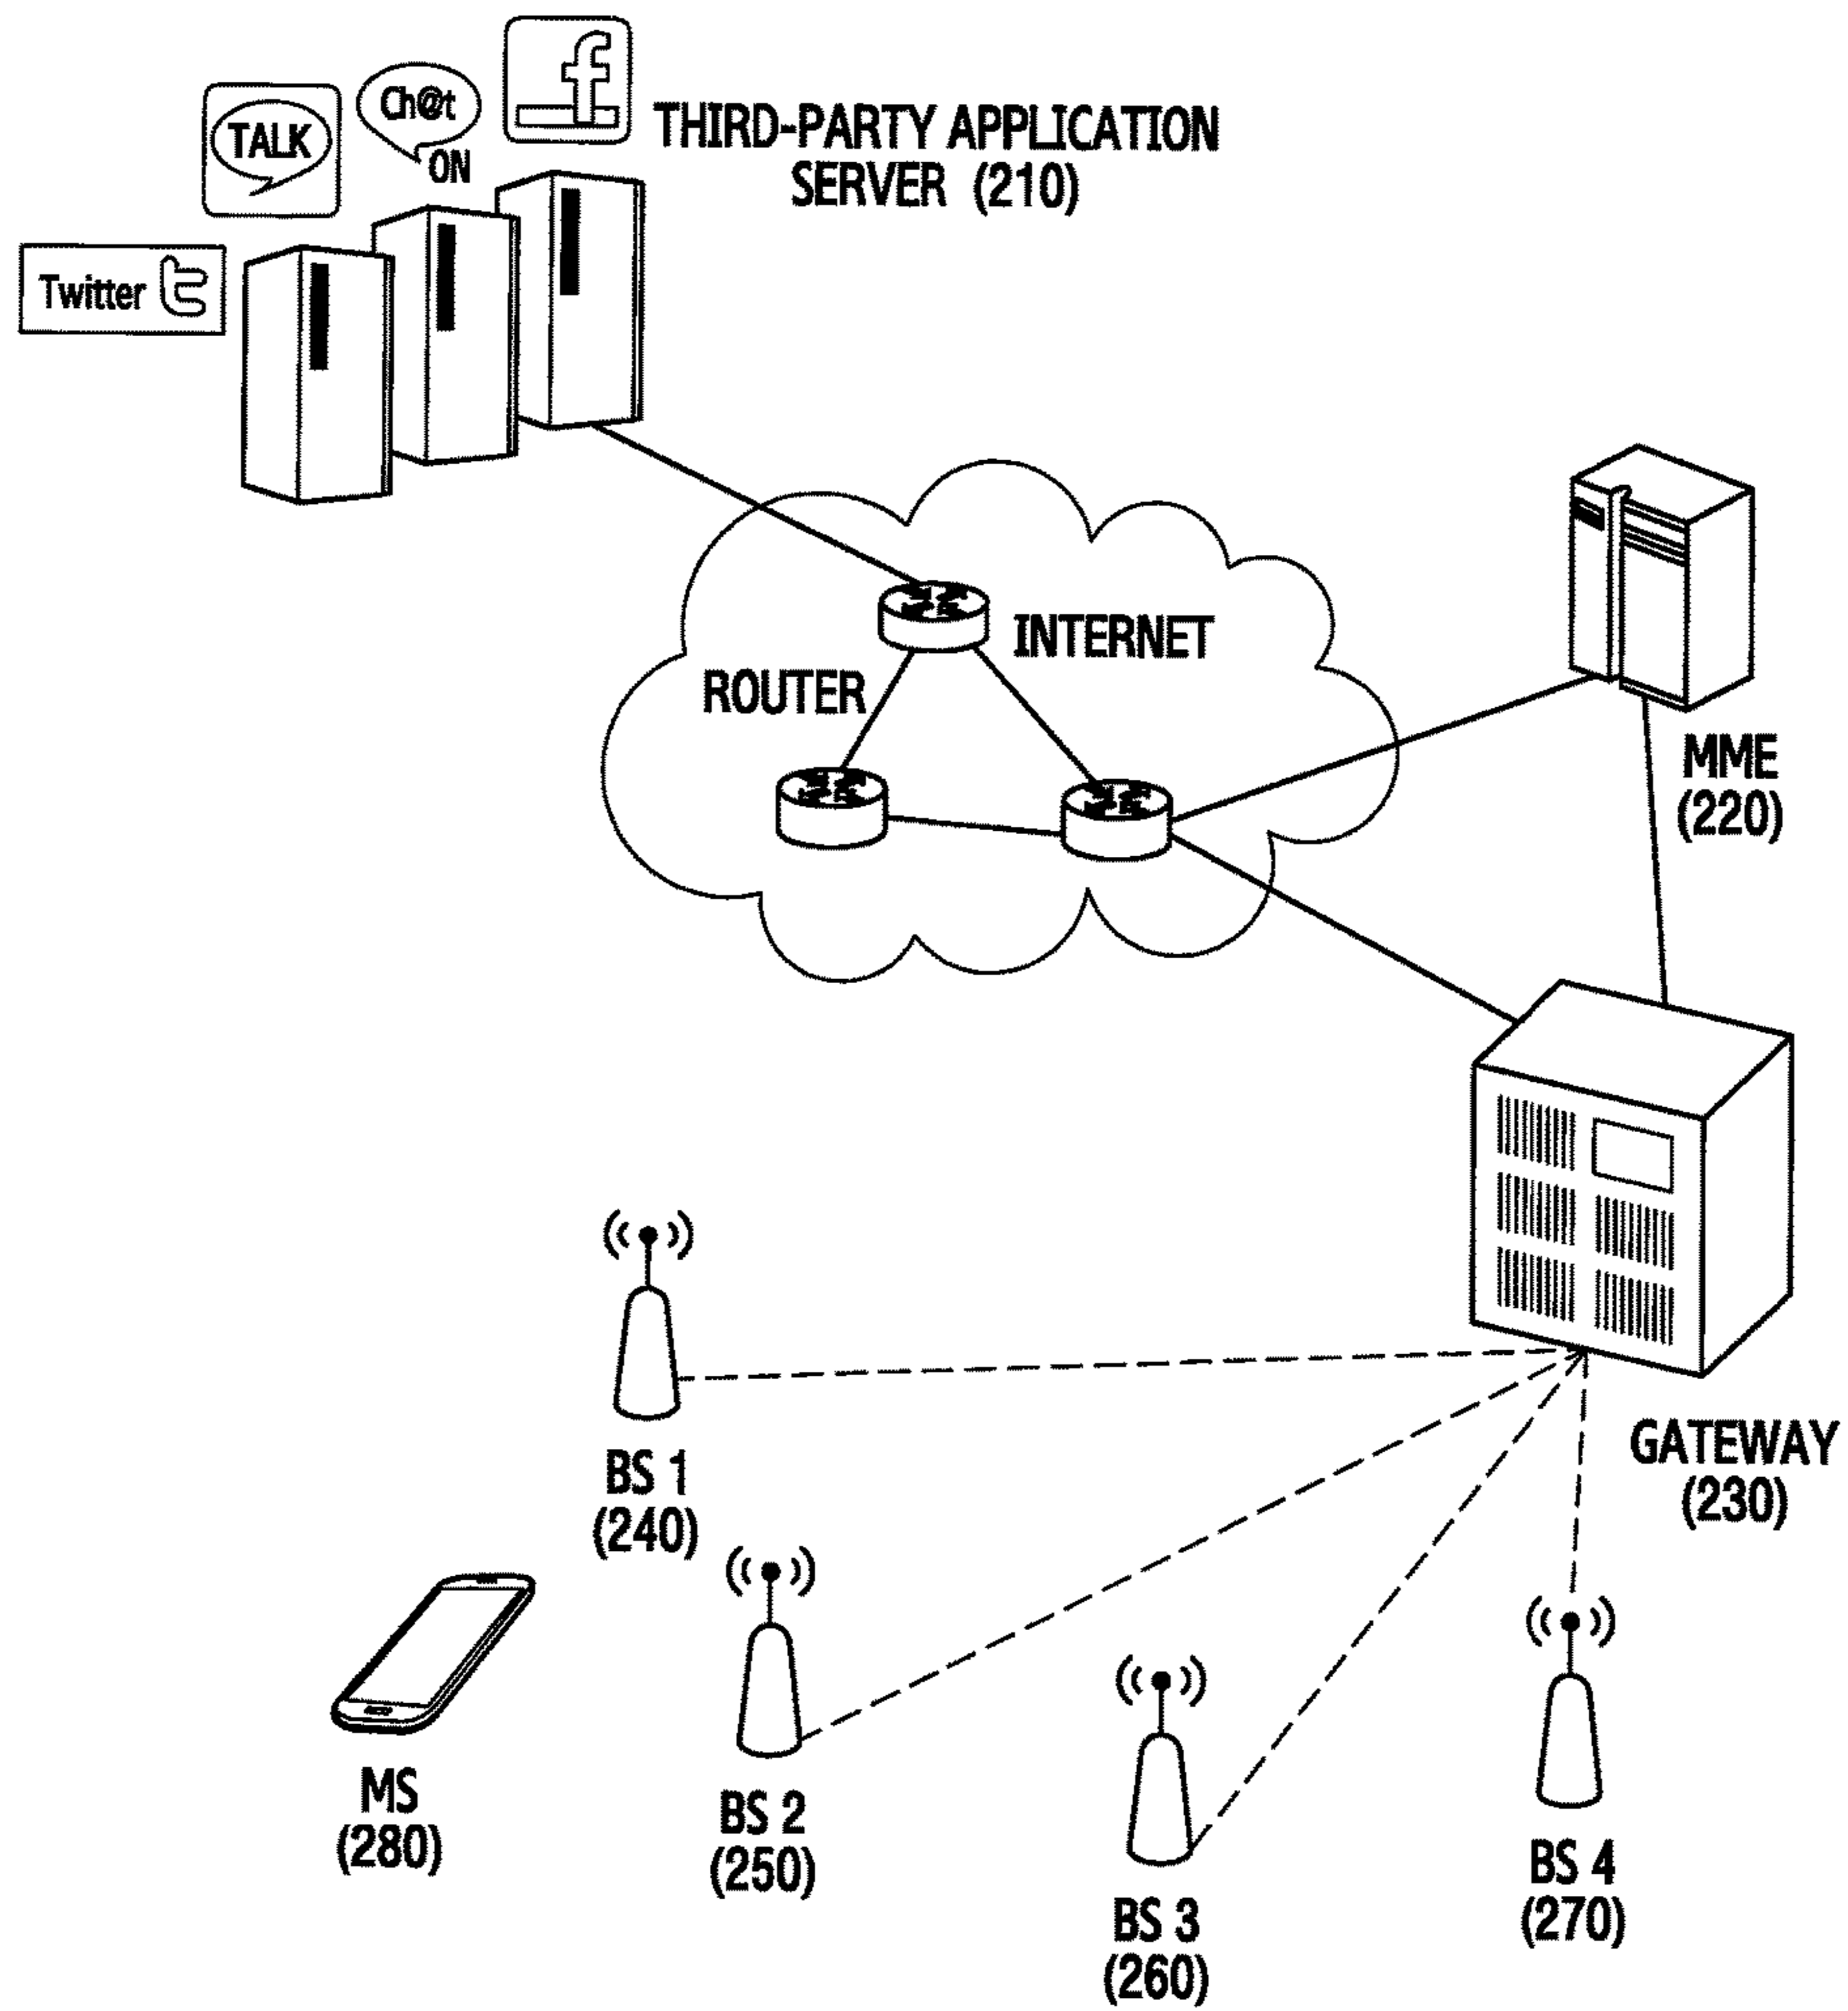 f
Ch@t
ON
TALK
Twitter t
THIRD-PARTY APPLICATION
SERVER (210)
INTERNET
ROUTER
MME
(220)
GATEWAY
(230)
BS 1
(240)
MS
(280)
BS 2
(250)
BS 3
(260)
BS 4
(270)